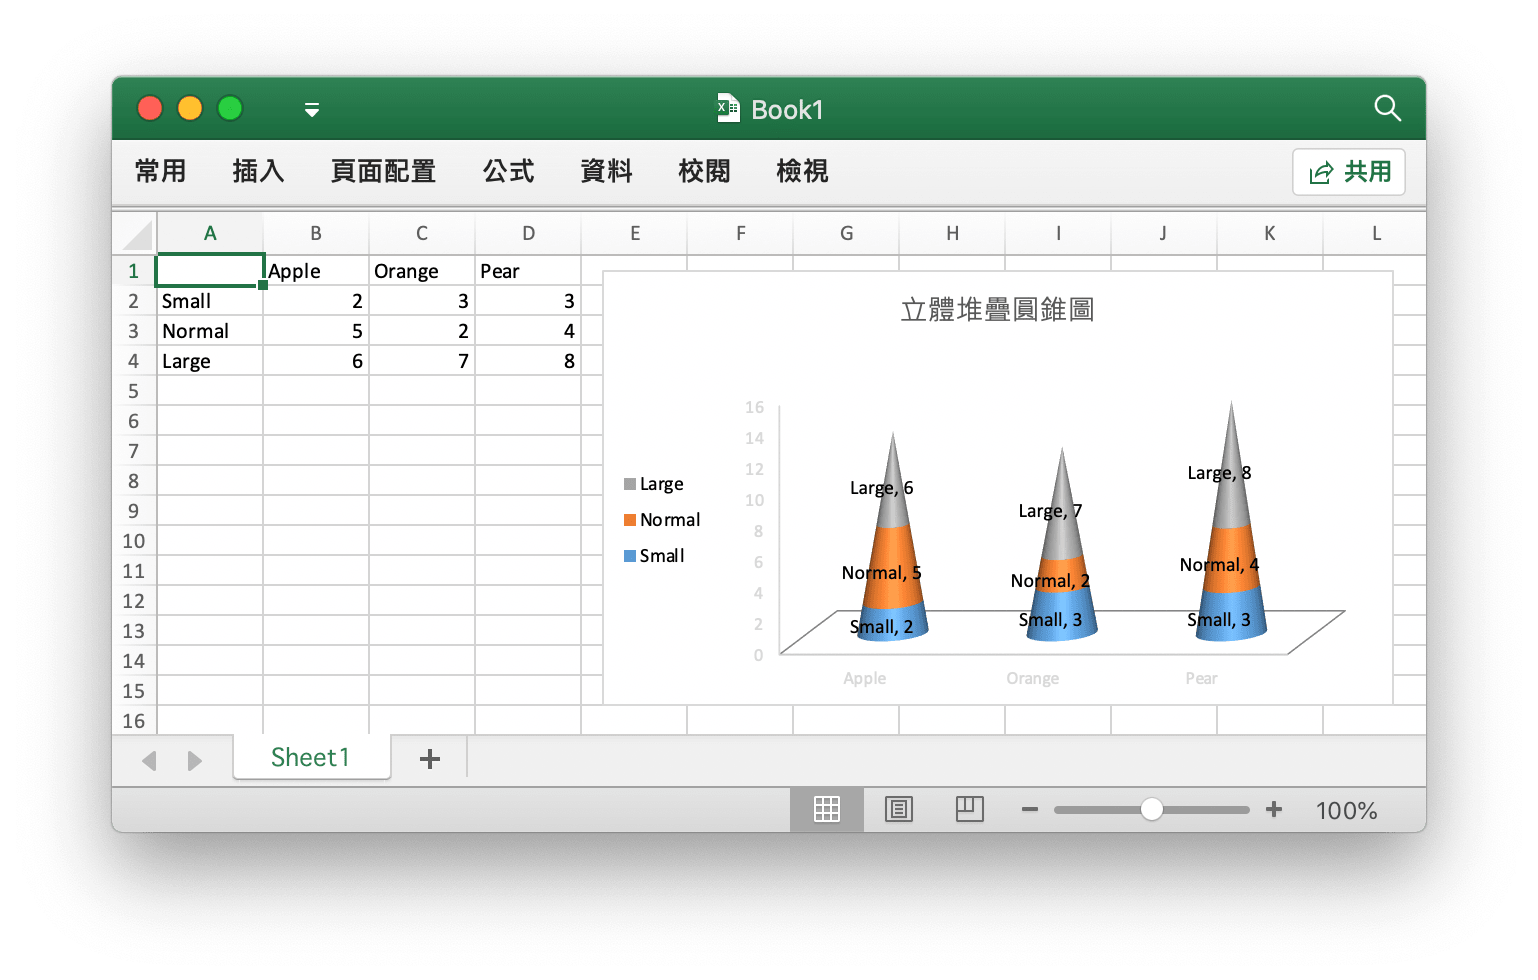 Book1
常用 插入 頁面配置 公式 資料 校閱 檢視 共用
A B C D E F G H I J K L
1 Apple Orange Pear
2 Small 2 3 3
3 Normal 5 2 4
4 Large 6 7 8
5
6
7
8
9
10
11
12
13
14
15
16
立體堆疊圓錐圖
Large
Normal
Small
16
14
12
10
8
6
4
2
0
Large, 6
Normal, 5
Small, 2
Large, 7
Normal, 2
Small, 3
Large, 8
Normal, 4
Small, 3
Apple Orange Pear
Sheet1
100%